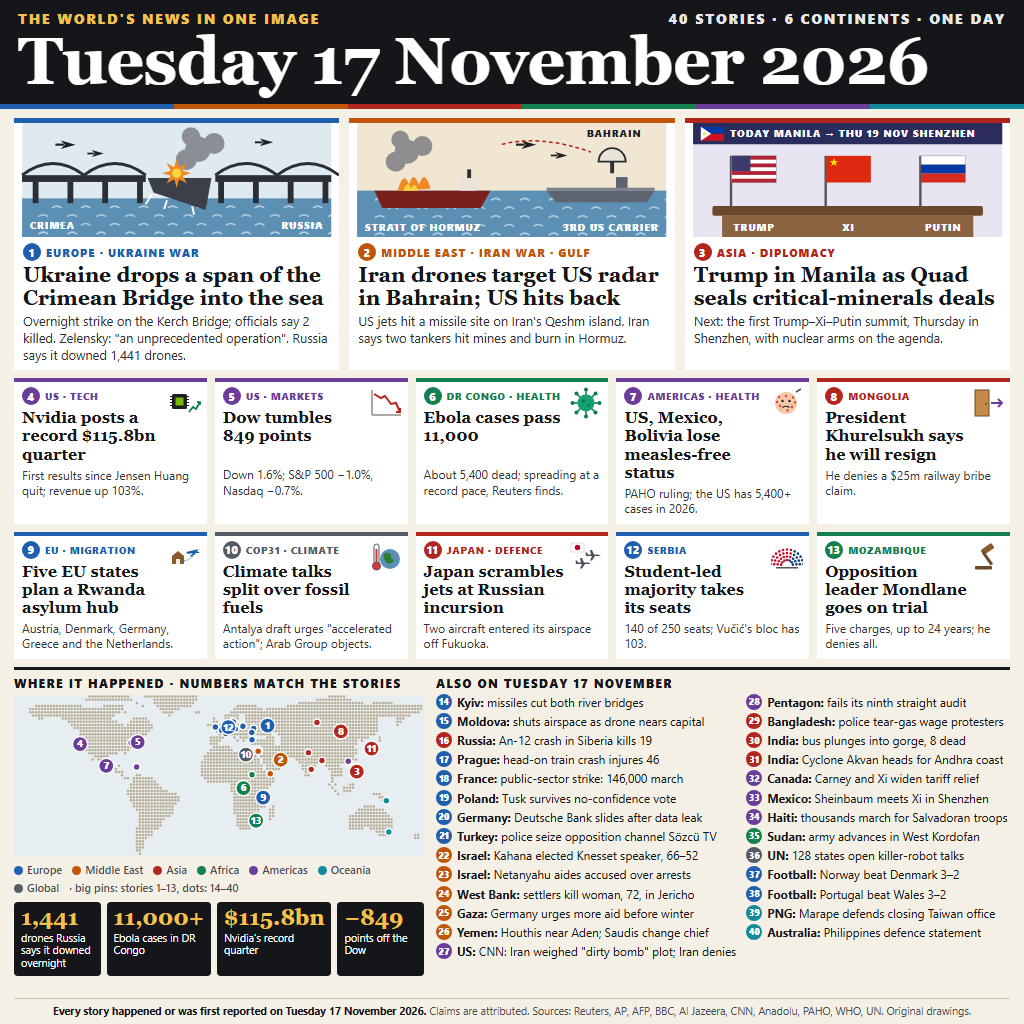 THE WORLD'S NEWS IN ONE IMAGE
40 STORIES · 6 CONTINENTS · ONE DAY
Tuesday 17 November 2026
CRIMEA
RUSSIA
1 EUROPE · UKRAINE WAR
Ukraine drops a span of the
Crimean Bridge into the sea
Overnight strike on the Kerch Bridge; officials say 2
killed. Zelensky: "an unprecedented operation". Russia
says it downed 1,441 drones.
BAHRAIN
STRAIT OF HORMUZ
3RD US CARRIER
2 MIDDLE EAST · IRAN WAR · GULF
Iran drones target US radar
in Bahrain; US hits back
US jets hit a missile site on Iran's Qeshm island. Iran
says two tankers hit mines and burn in Hormuz.
TODAY MANILA → THU 19 NOV SHENZHEN
TRUMP
XI
PUTIN
3 ASIA · DIPLOMACY
Trump in Manila as Quad
seals critical-minerals deals
Next: the first Trump–Xi–Putin summit, Thursday in
Shenzhen, with nuclear arms on the agenda.
4 US · TECH
Nvidia posts a
record $115.8bn
quarter
First results since Jensen Huang
quit; revenue up 103%.
5 US · MARKETS
Dow tumbles
849 points
Down 1.6%; S&P 500 −1.0%,
Nasdaq −0.7%.
6 DR CONGO · HEALTH
Ebola cases pass
11,000
About 5,400 dead; spreading at a
record pace, Reuters finds.
7 AMERICAS · HEALTH
US, Mexico,
Bolivia lose
measles-free
status
PAHO ruling; the US has 5,400+
cases in 2026.
8 MONGOLIA
President
Khurelsukh says
he will resign
He denies a $25m railway bribe
claim.
9 EU · MIGRATION
Five EU states
plan a Rwanda
asylum hub
Austria, Denmark, Germany,
Greece and the Netherlands.
10 COP31 · CLIMATE
Climate talks
split over fossil
fuels
Antalya draft urges "accelerated
action"; Arab Group objects.
11 JAPAN · DEFENCE
Japan scrambles
jets at Russian
incursion
Two aircraft entered its airspace
off Fukuoka.
12 SERBIA
Student-led
majority takes
its seats
140 of 250 seats; Vučić's bloc has
103.
13 MOZAMBIQUE
Opposition
leader Mondlane
goes on trial
Five charges, up to 24 years; he
denies all.
WHERE IT HAPPENED · NUMBERS MATCH THE STORIES
4
5
7
12
1
10
2
6
9
13
8
11
3
Europe
Middle East
Asia
Africa
Americas
Oceania
Global
· big pins: stories 1–13, dots: 14–40
1,441
drones Russia
says it downed
overnight
11,000+
Ebola cases in DR
Congo
$115.8bn
Nvidia's record
quarter
−849
points off the
Dow
ALSO ON TUESDAY 17 NOVEMBER
14 Kyiv: missiles cut both river bridges
15 Moldova: shuts airspace as drone nears capital
16 Russia: An-12 crash in Siberia kills 19
17 Prague: head-on train crash injures 46
18 France: public-sector strike: 146,000 march
19 Poland: Tusk survives no-confidence vote
20 Germany: Deutsche Bank slides after data leak
21 Turkey: police seize opposition channel Sözcü TV
22 Israel: Kahana elected Knesset speaker, 66–52
23 Israel: Netanyahu aides accused over arrests
24 West Bank: settlers kill woman, 72, in Jericho
25 Gaza: Germany urges more aid before winter
26 Yemen: Houthis near Aden; Saudis change chief
27 US: CNN: Iran weighed "dirty bomb" plot; Iran denies
28 Pentagon: fails its ninth straight audit
29 Bangladesh: police tear-gas wage protesters
30 India: bus plunges into gorge, 8 dead
31 India: Cyclone Akvan heads for Andhra coast
32 Canada: Carney and Xi widen tariff relief
33 Mexico: Sheinbaum meets Xi in Shenzhen
34 Haiti: thousands march for Salvadoran troops
35 Sudan: army advances in West Kordofan
36 UN: 128 states open killer-robot talks
37 Football: Norway beat Denmark 3–2
38 Football: Portugal beat Wales 3–2
39 PNG: Marape defends closing Taiwan office
40 Australia: Philippines defence statement
Every story happened or was first reported on Tuesday 17 November 2026. Claims are attributed. Sources: Reuters, AP, AFP, BBC, Al Jazeera, CNN, Anadolu, PAHO, WHO, UN. Original drawings.